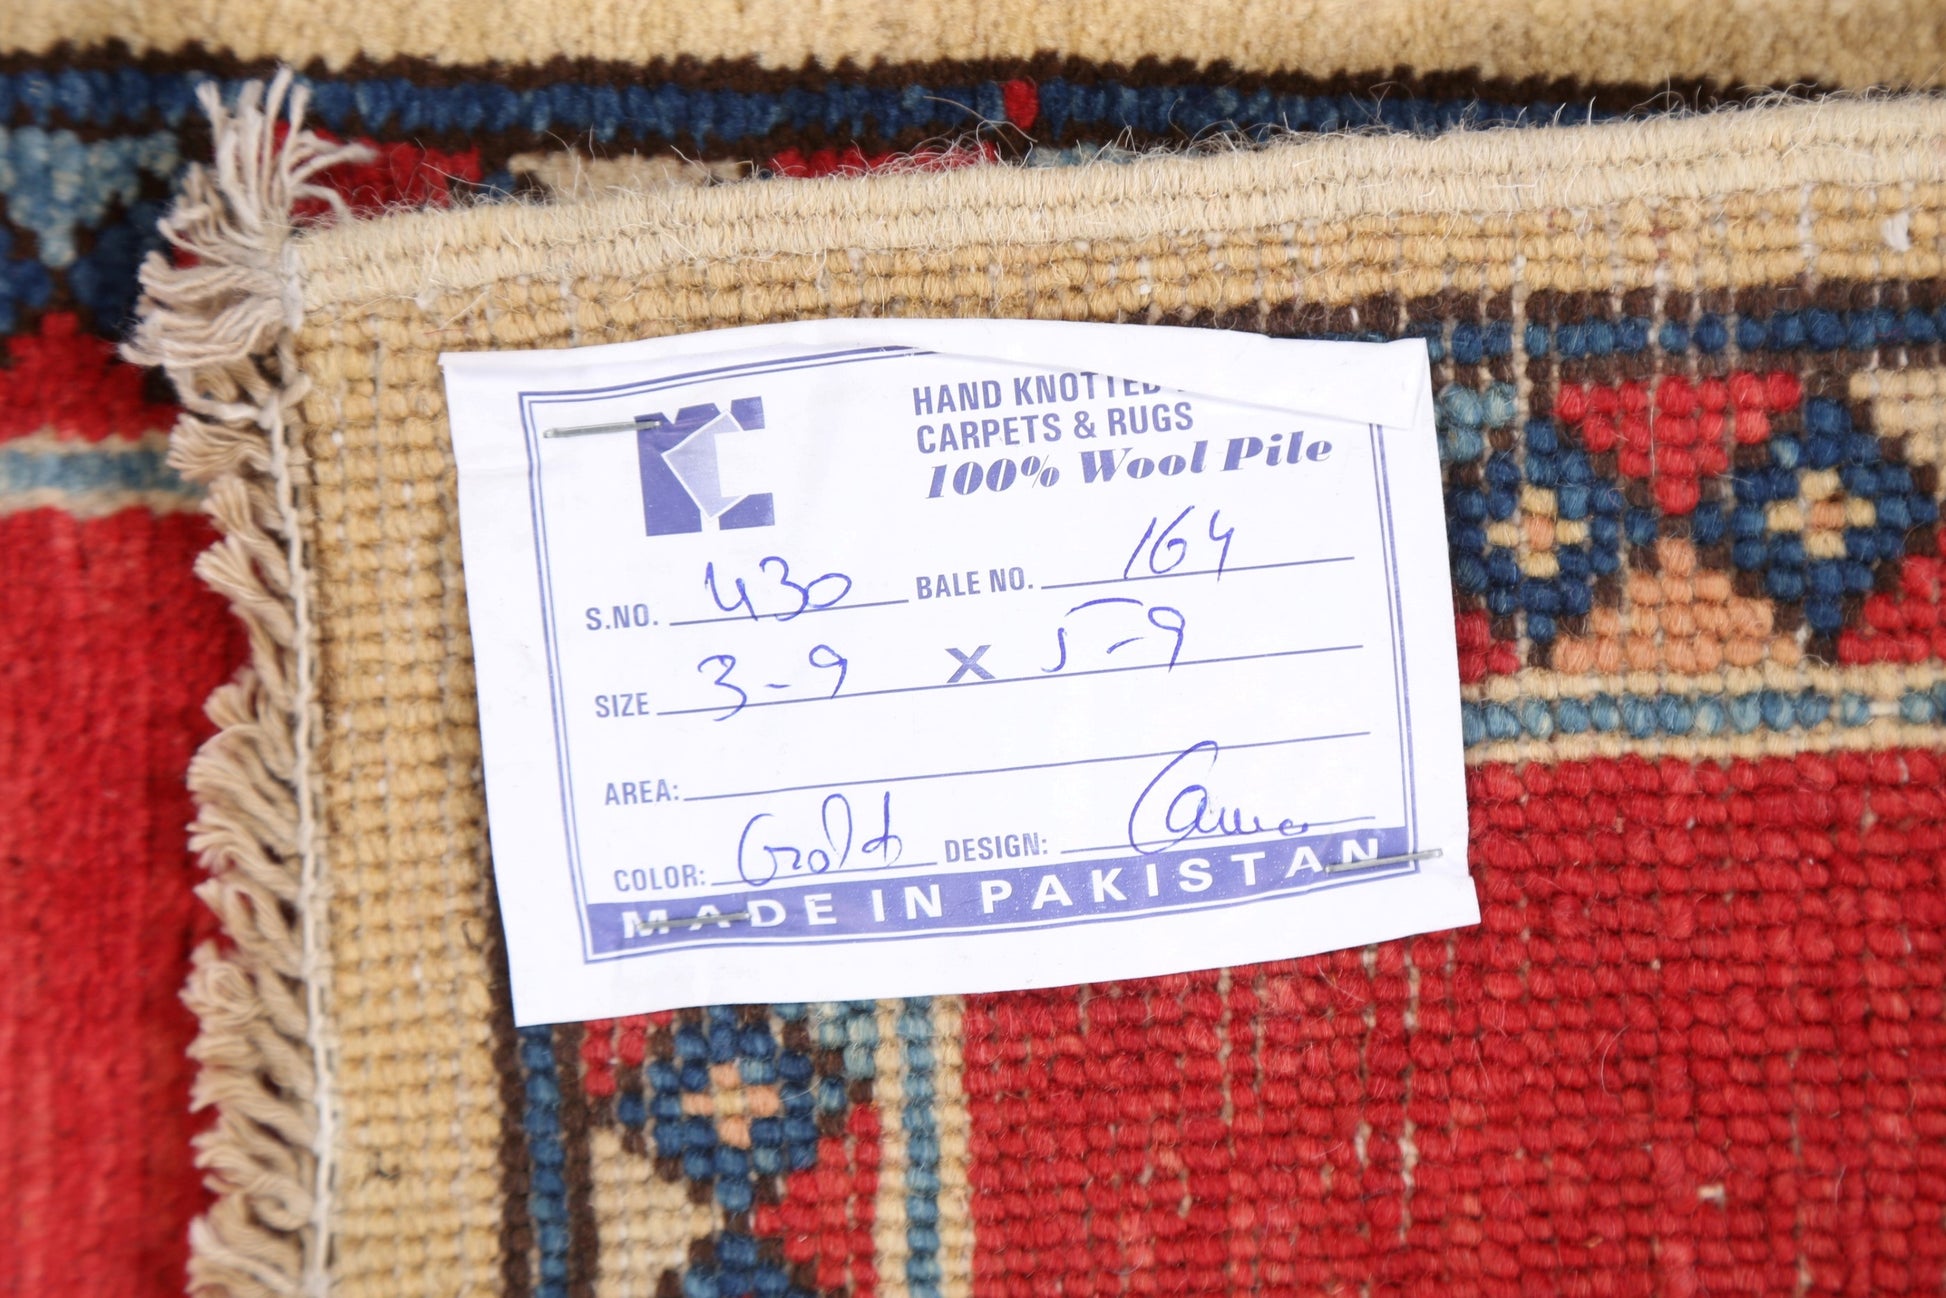 HAND KNOTTED
CARPETS & RUGS
100% Wool Pile
S.NO. 430 BALE NO. 164
SIZE 3-9 X 5-9
AREA:
COLOR: Gold DESIGN:
MADE IN PAKISTAN